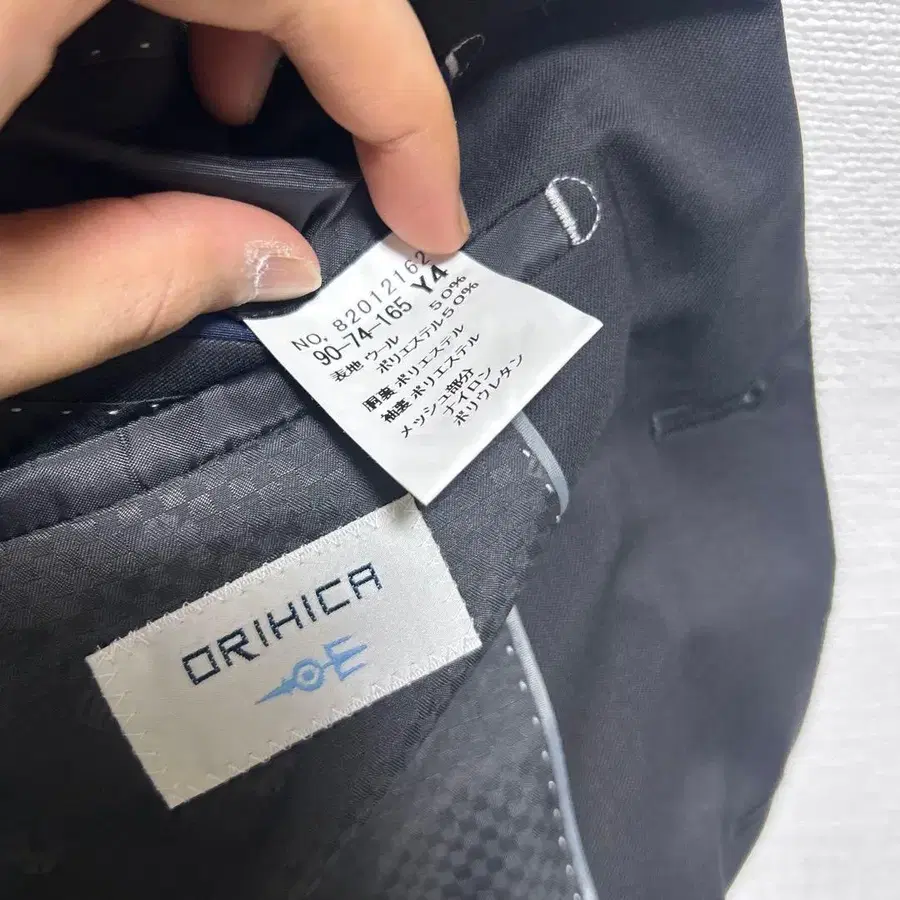 NO. 82012162
90-74-165 Y4
表地 ウール 50%
ポリエステル50%
胴裏 ポリエステル
袖裏 ポリエステル
メッシュ部分
ナイロン
ポリウレタン
ORIHICA